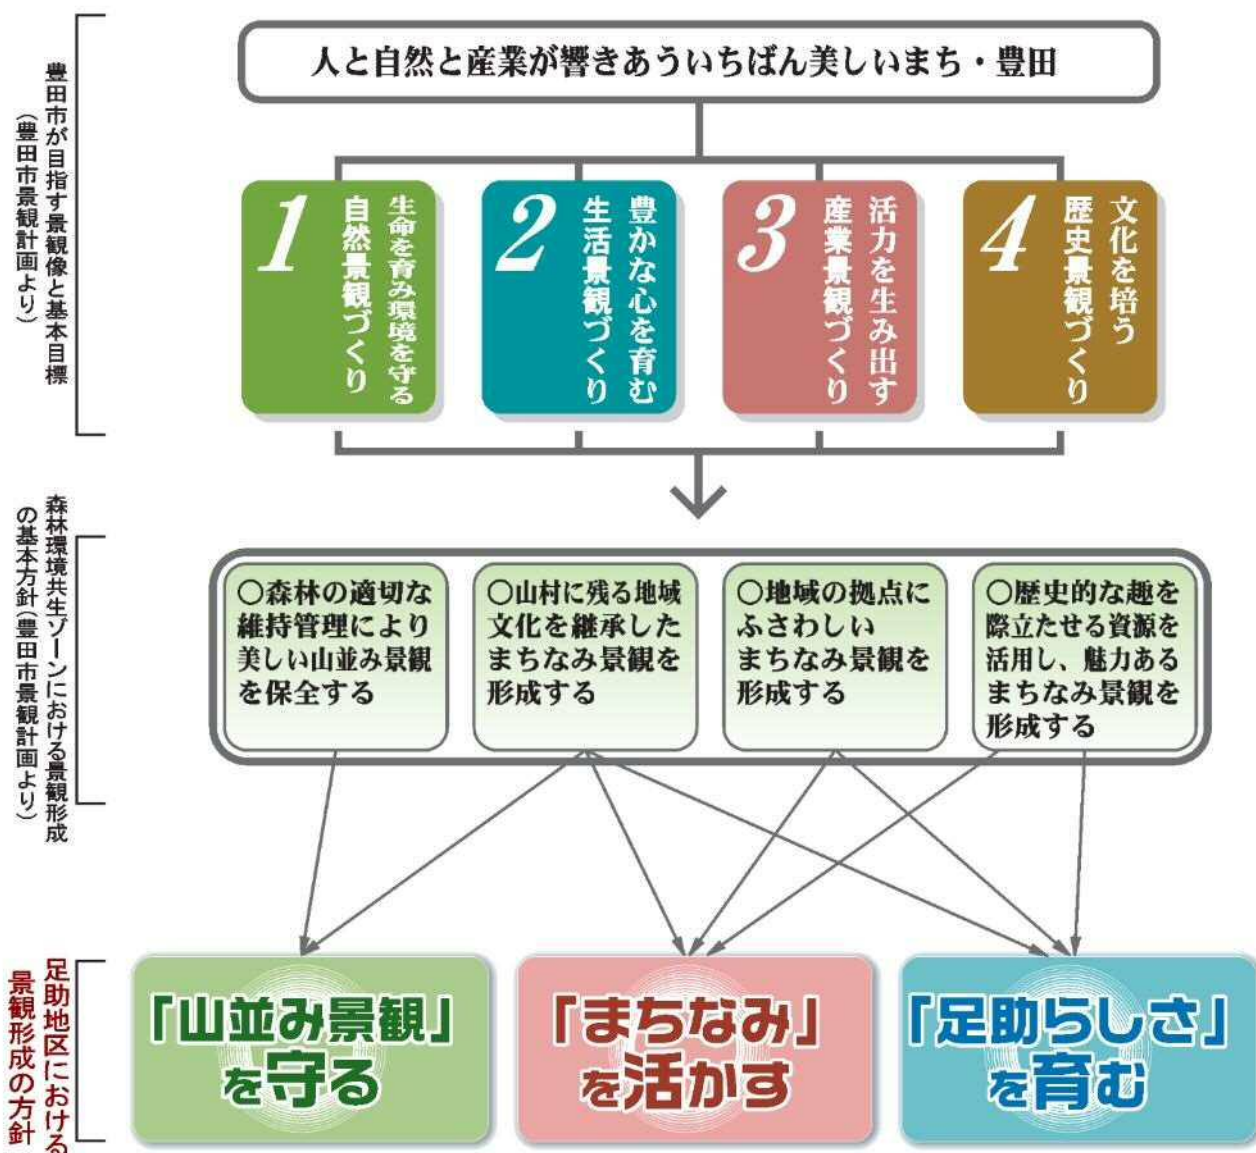 豊田市が目指す景観像と基本目標
（豊田市景観計画より）
人と自然と産業が響きあういちばん美しいまち・豊田
1
生命を育み環境を守る
自然景観づくり
2
豊かな心を育む
生活景観づくり
3
活力を生み出す
産業景観づくり
4
文化を培う
歴史景観づくり
森林環境共生ゾーンにおける景観形成
の基本方針（豊田市景観計画より）
〇森林の適切な
維持管理により
美しい山並み景観
を保全する
〇山村に残る地域
文化を継承した
まちなみ景観を
形成する
〇地域の拠点に
ふさわしい
まちなみ景観を
形成する
〇歴史的な趣を
際立たせる資源を
活用し、魅力ある
まちなみ景観を
形成する
足助地区における
景観形成の方針
「山並み景観」
を守る
「まちなみ」
を活かす
「足助らしさ」
を育む